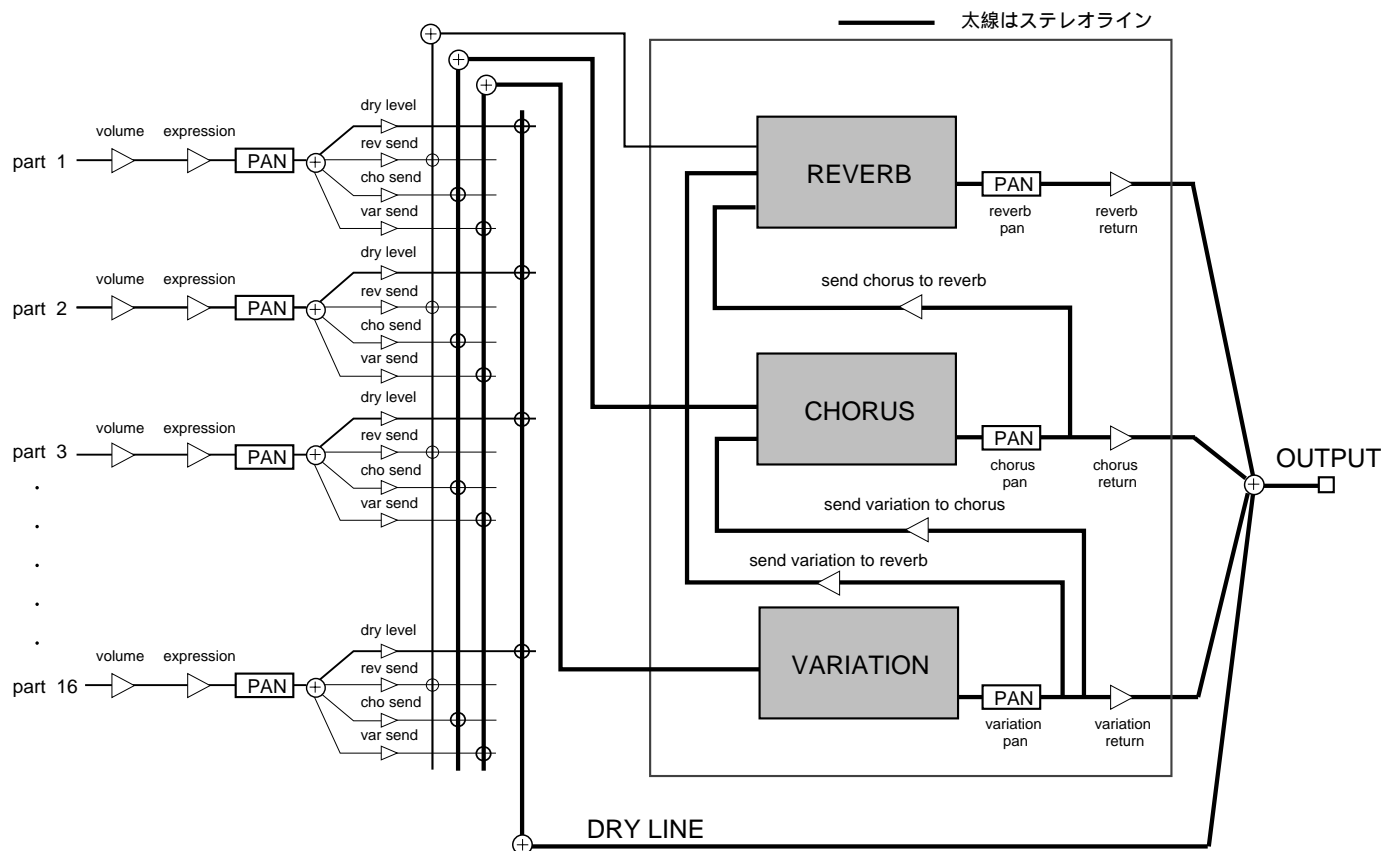 太線はステレオライン
dry level
volume expression
rev send
part 1
PAN
cho send
var send
dry level
volume expression
rev send
part 2
PAN
cho send
var send
dry level
volume expression
rev send
part 3
PAN
cho send
var send
dry level
volume expression
rev send
part 16
PAN
cho send
var send
REVERB
PAN
reverb
pan
reverb
return
send chorus to reverb
CHORUS
PAN
chorus
pan
chorus
return
send variation to chorus
send variation to reverb
VARIATION
PAN
variation
pan
variation
return
OUTPUT
DRY LINE